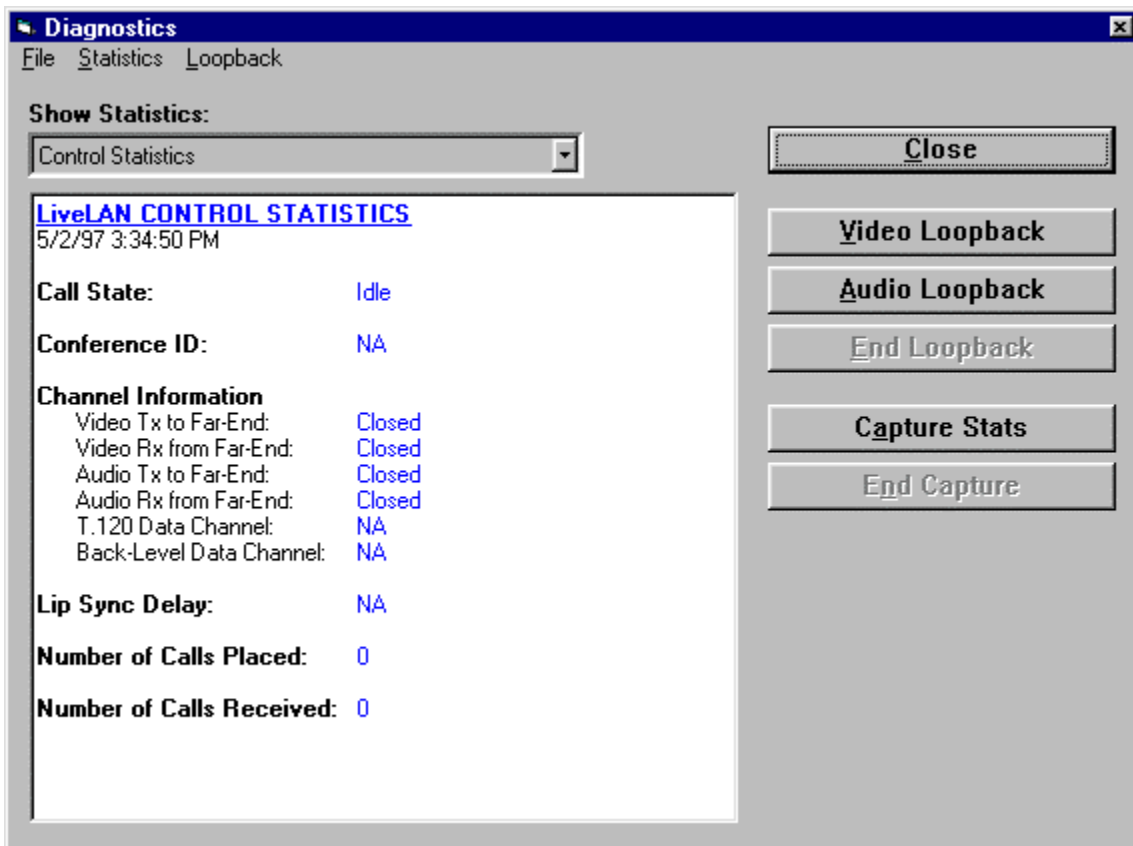 Diagnostics
File Statistics Loopback
Show Statistics:
Control Statistics
Close
LiveLAN CONTROL STATISTICS
5/2/97 3:34:50 PM
Call State: Idle
Conference ID: NA
Channel Information
Video Tx to Far-End: Closed
Video Rx from Far-End: Closed
Audio Tx to Far-End: Closed
Audio Rx from Far-End: Closed
T.120 Data Channel: NA
Back-Level Data Channel: NA
Lip Sync Delay: NA
Number of Calls Placed: 0
Number of Calls Received: 0
Video Loopback
Audio Loopback
End Loopback
Capture Stats
End Capture